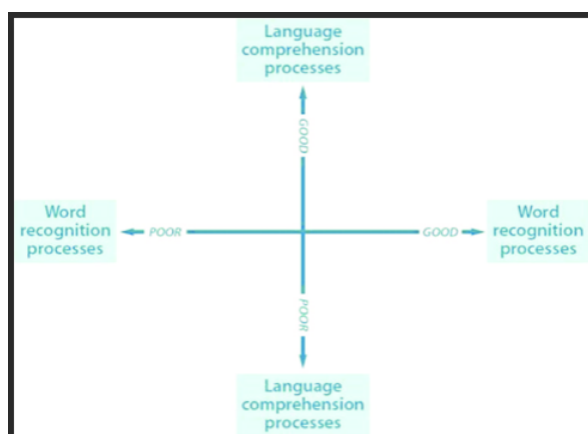 Language
comprehension
processes
GOOD
Word
recognition
processes
POOR
GOOD
Word
recognition
processes
POOR
Language
comprehension
processes